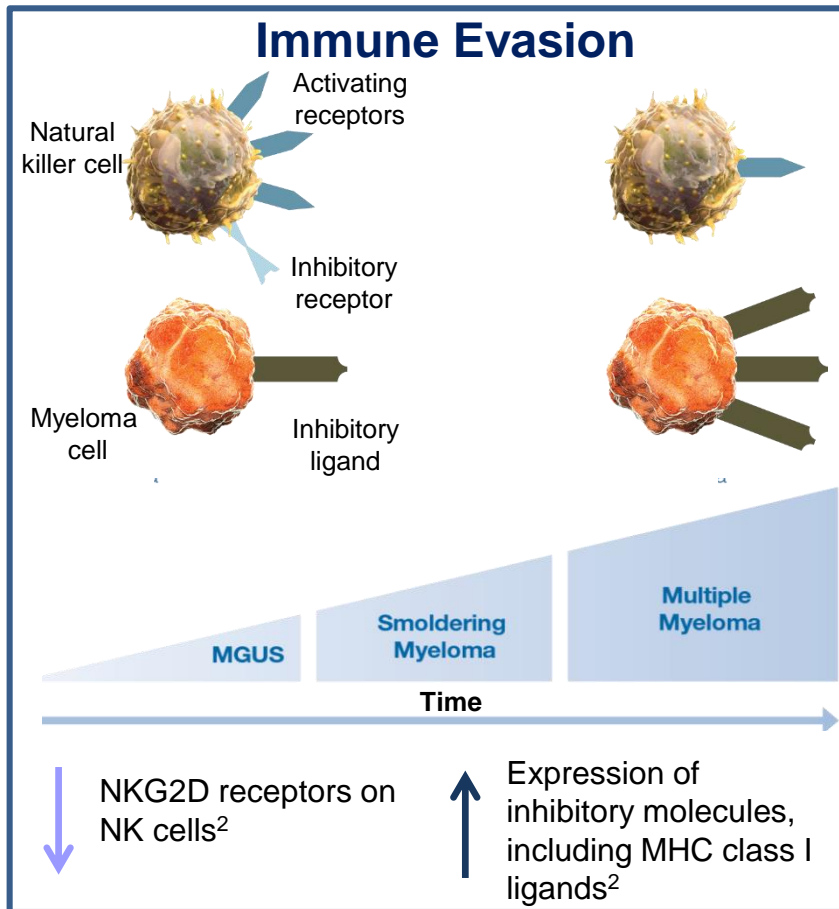 Immune Evasion
Activating
receptors
Natural
killer cell
Inhibitory
receptor
Myeloma
cell
Inhibitory
ligand
MGUS
Smoldering
Myeloma
Multiple
Myeloma
Time
NKG2D receptors on
NK cells²
Expression of
inhibitory molecules,
including MHC class I
ligands²